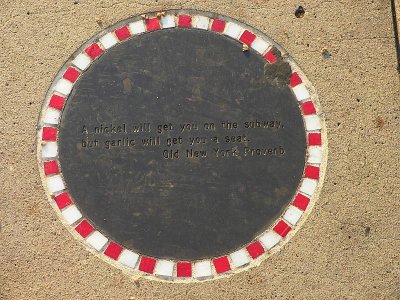 A nickel will get you on the subway,
but garlic will get you a seat.
Old New York Proverb